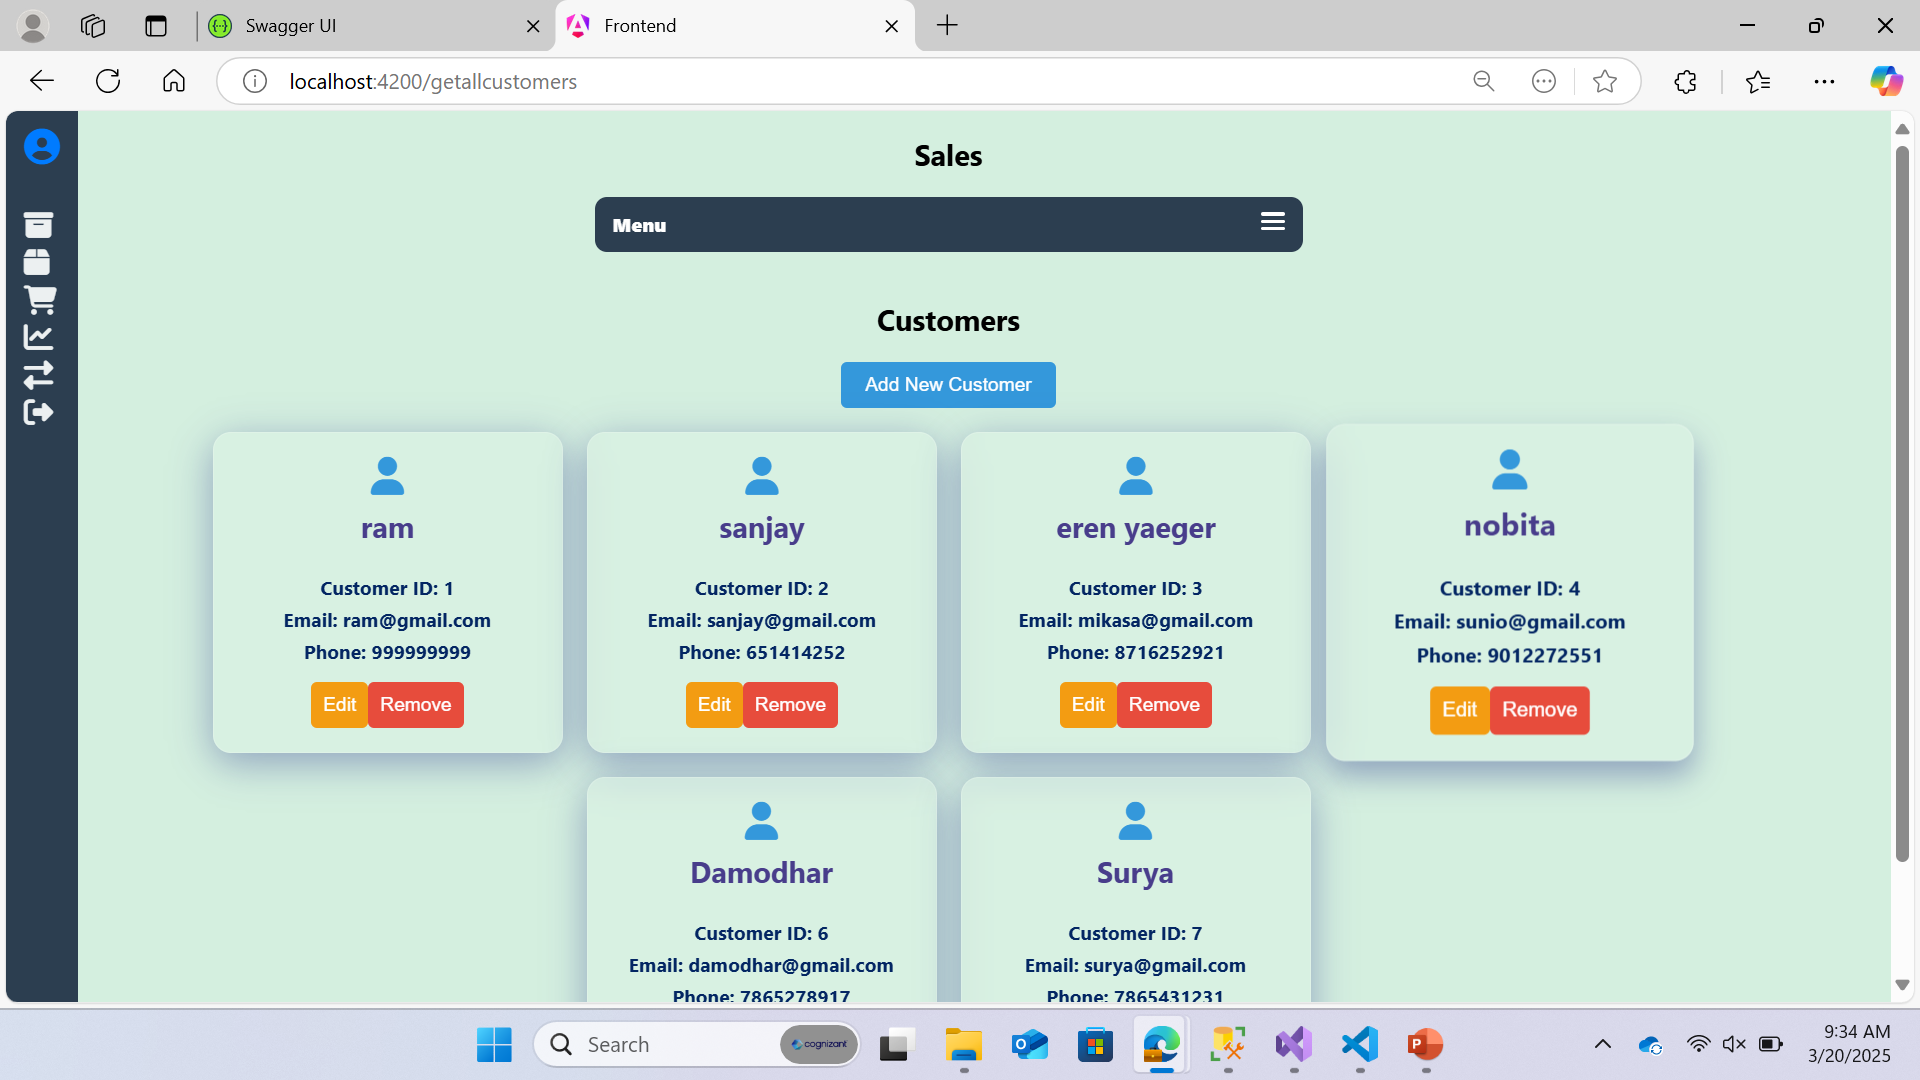 Swagger UI
Frontend
localhost:4200/getallcustomers
Sales
Menu
Customers
Add New Customer
ram
Customer ID: 1
Email: ram@gmail.com
Phone: 999999999
Edit
Remove
sanjay
Customer ID: 2
Email: sanjay@gmail.com
Phone: 651414252
Edit
Remove
eren yaeger
Customer ID: 3
Email: mikasa@gmail.com
Phone: 8716252921
Edit
Remove
nobita
Customer ID: 4
Email: sunio@gmail.com
Phone: 9012272551
Edit
Remove
Damodhar
Customer ID: 6
Email: damodhar@gmail.com
Phone: 7865278917
Surya
Customer ID: 7
Email: surya@gmail.com
Phone: 7865431231
Search
cognizant
9:34 AM
3/20/2025